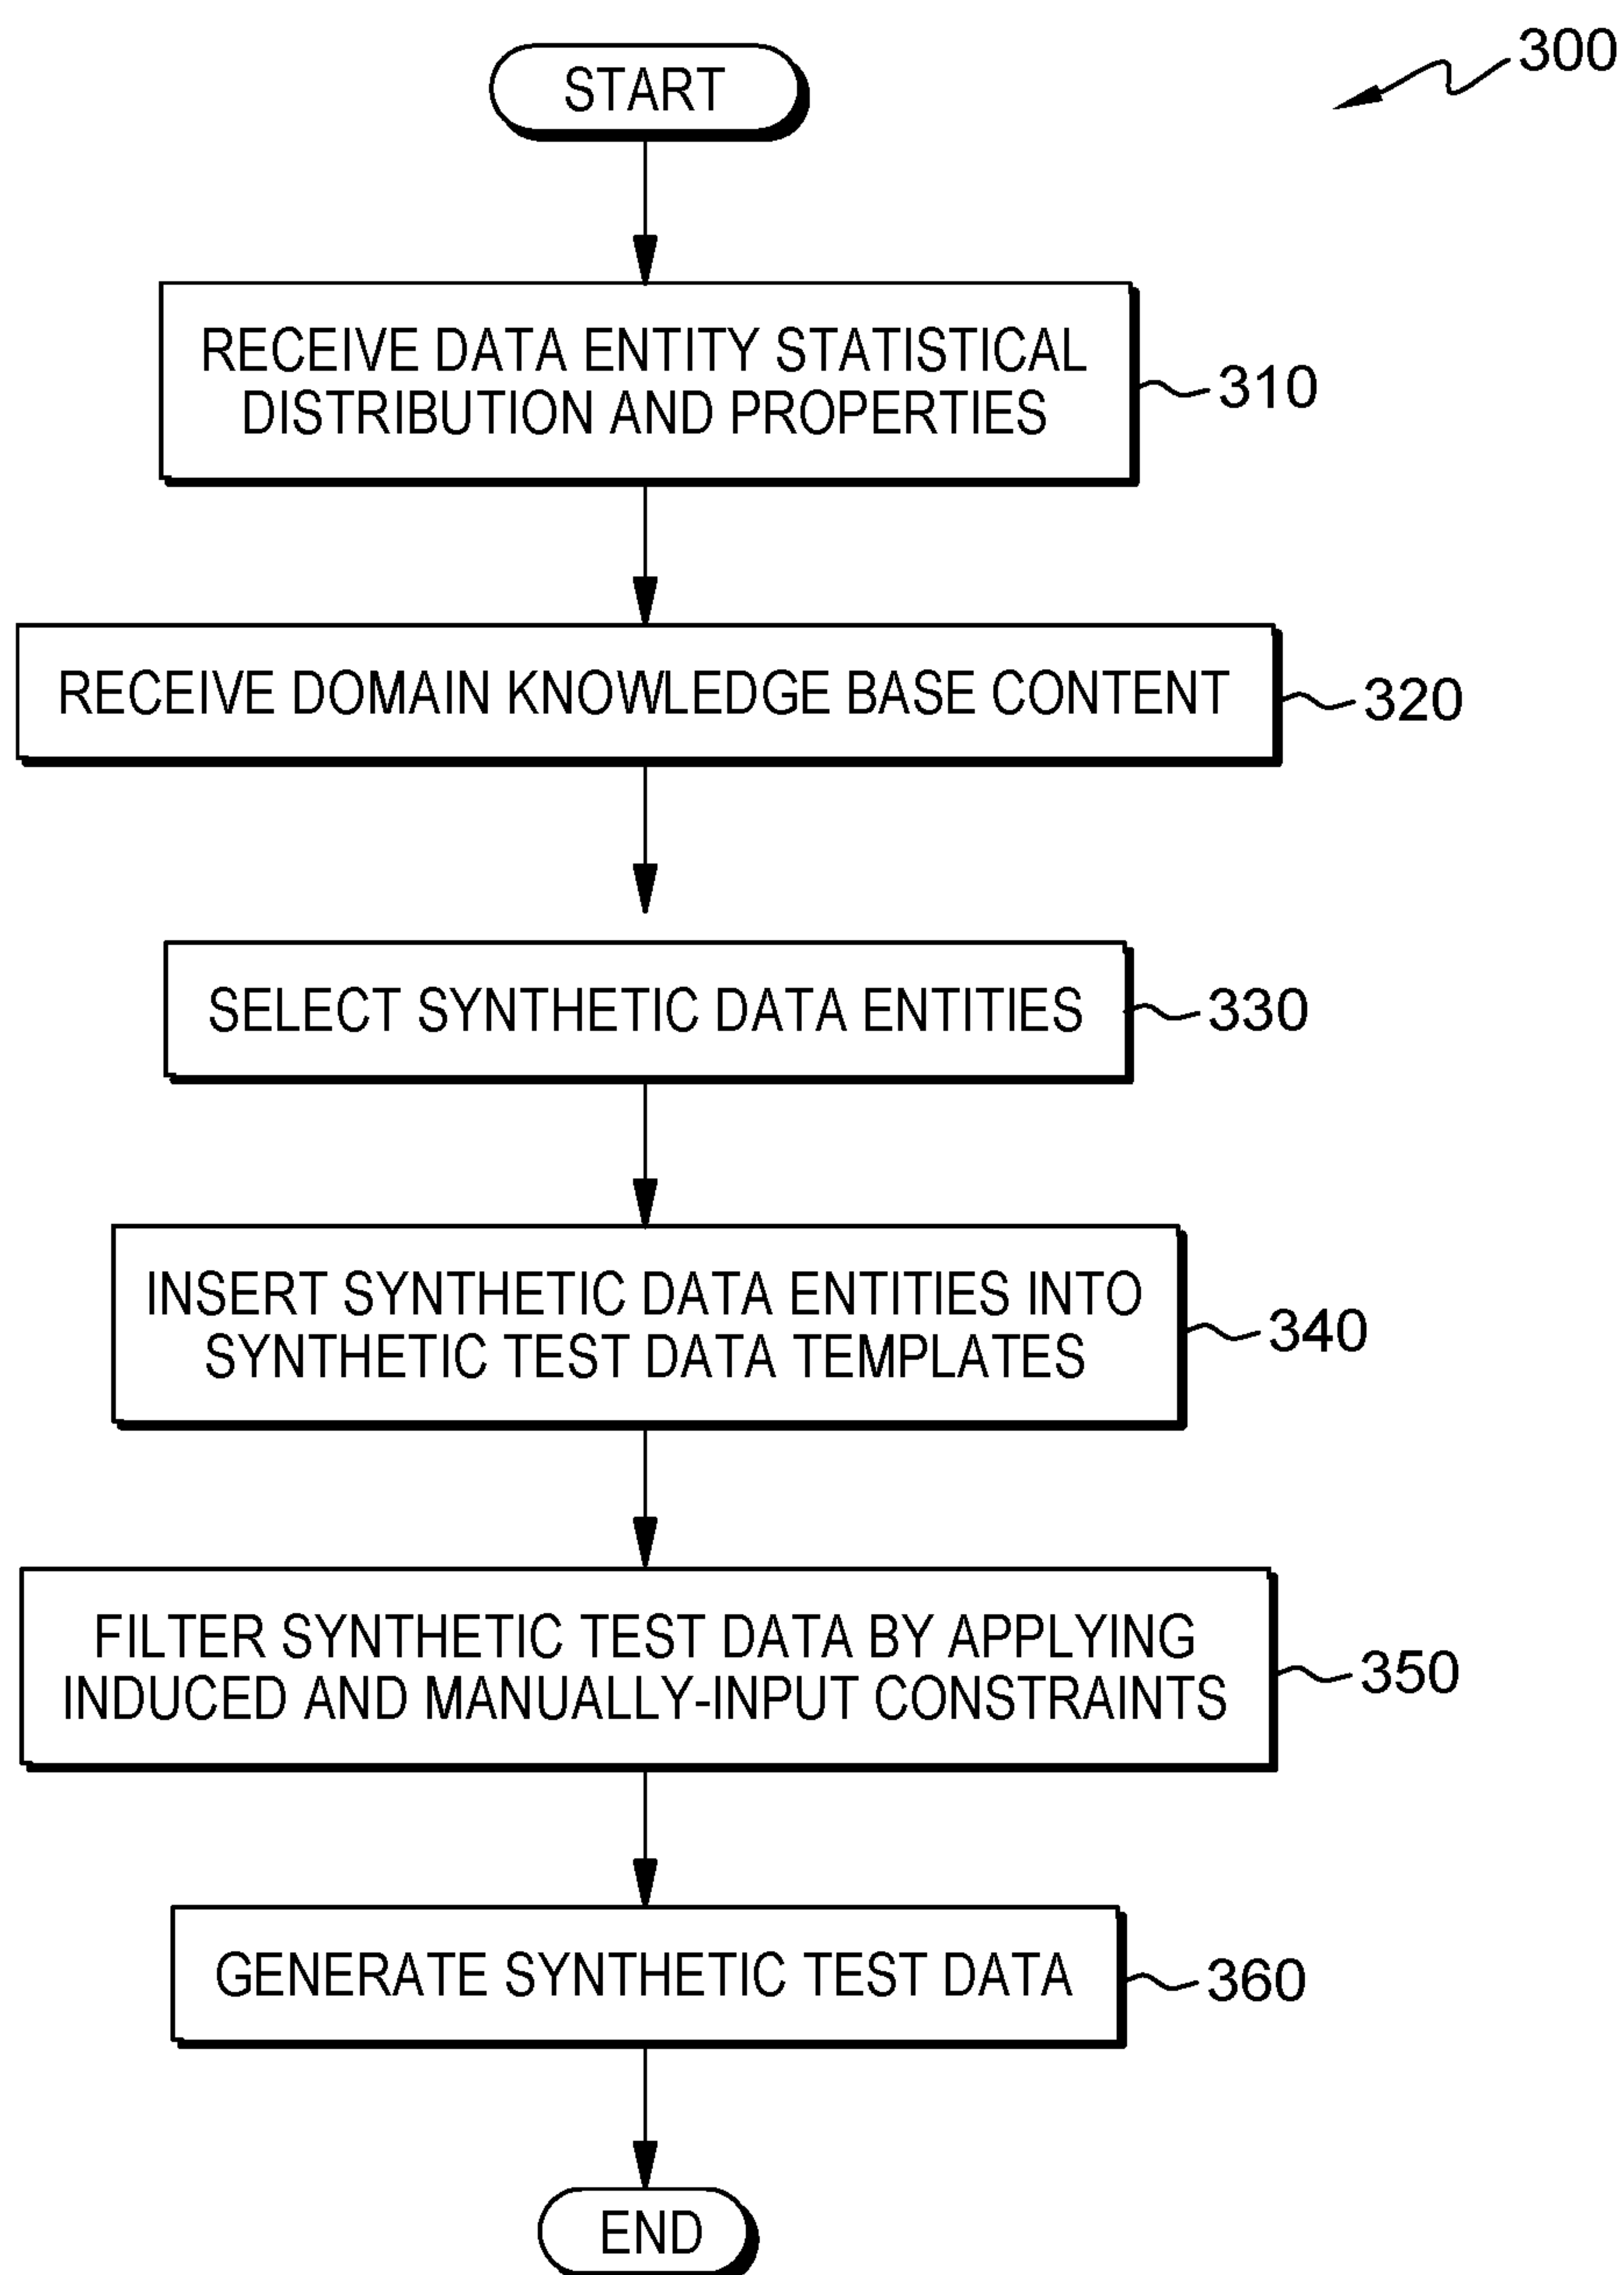 300
START
RECEIVE DATA ENTITY STATISTICAL
DISTRIBUTION AND PROPERTIES
310
RECEIVE DOMAIN KNOWLEDGE BASE CONTENT
320
SELECT SYNTHETIC DATA ENTITIES
330
INSERT SYNTHETIC DATA ENTITIES INTO
SYNTHETIC TEST DATA TEMPLATES
340
FILTER SYNTHETIC TEST DATA BY APPLYING
INDUCED AND MANUALLY-INPUT CONSTRAINTS
350
GENERATE SYNTHETIC TEST DATA
360
END